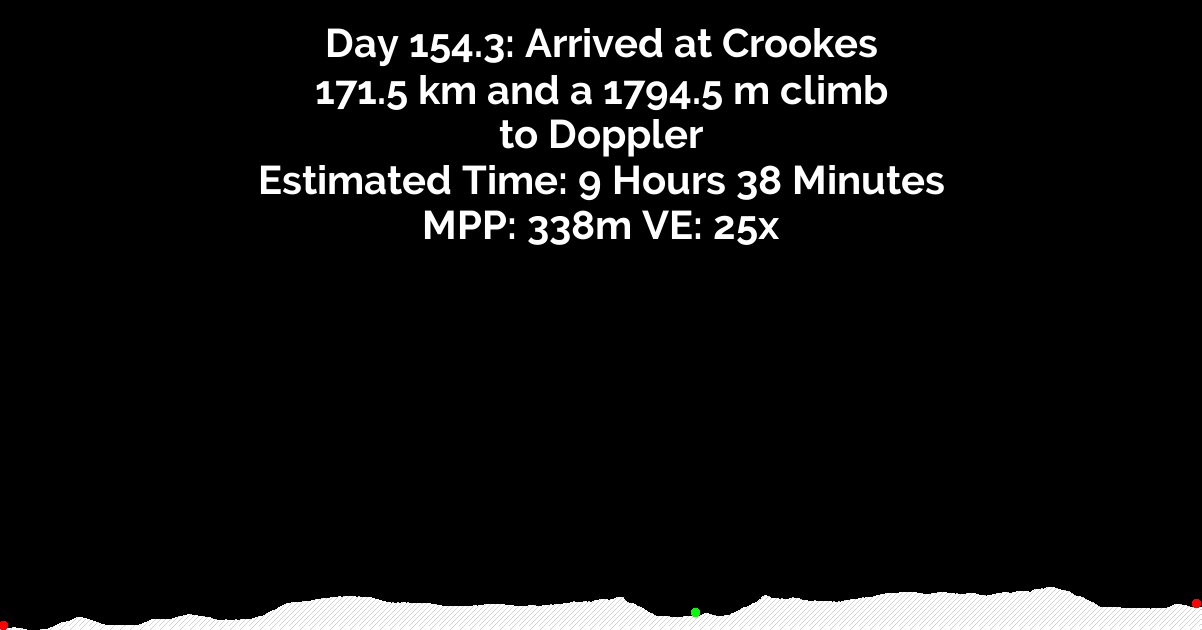 Day 154.3: Arrived at Crookes
171.5 km and a 1794.5 m climb
to Doppler
Estimated Time: 9 Hours 38 Minutes
MPP: 338m VE: 25x